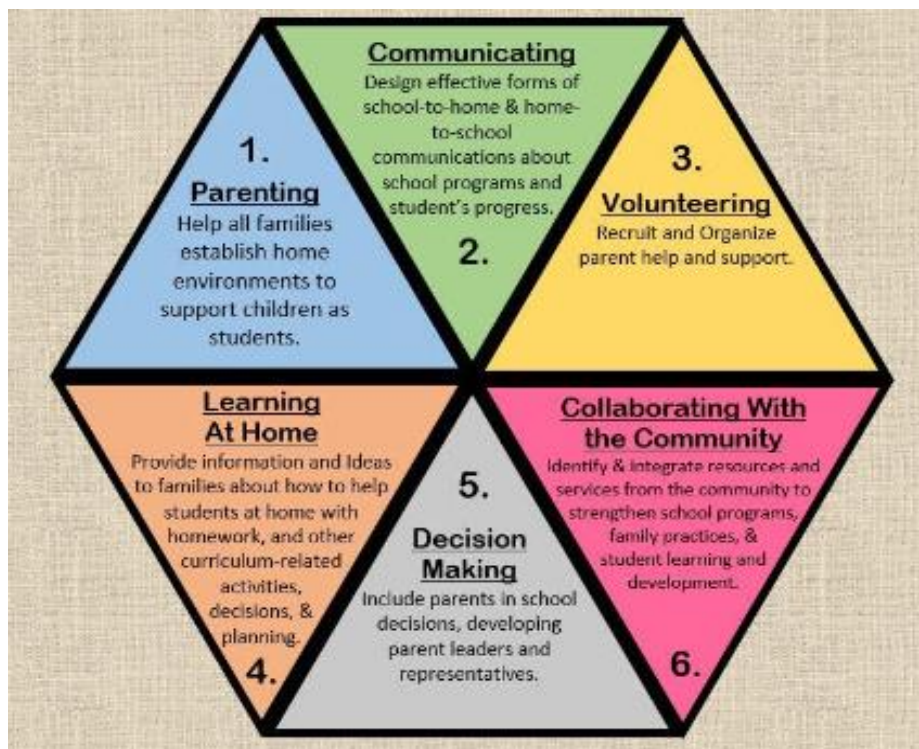 1.
Parenting
Help all families
establish home
environments to
support children as
students.
Communicating
Design effective forms of
school-to-home & home-
to-school
communications about
school programs and
student's progress.
2.
3.
Volunteering
Recruit and Organize
parent help and support.
Learning
At Home
Provide information and Ideas
to families about how to help
students at home with
homework, and other
curriculum-related
activities,
decisions, &
planning.
4.
5.
Decision
Making
Include parents in school
decisions, developing
parent leaders and
representatives.
Collaborating With
the Community
Identify & Integrate resources and
services from the community to
strengthen school programs,
family practices, &
student learning and
development.
6.